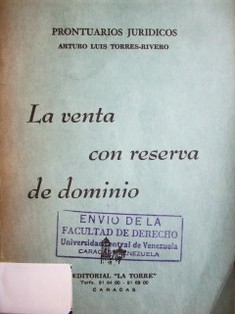 PRONTUARIOS JURIDICOS
ARTURO LUIS TORRES-RIVERO
La venta
con reserva
de dominio
ENVIO DE LA
FACULTAD DE DERECHO
Universidad Central de Venezuela
CARACAS VENEZUELA
EDITORIAL "LA TORRE"
CARACAS